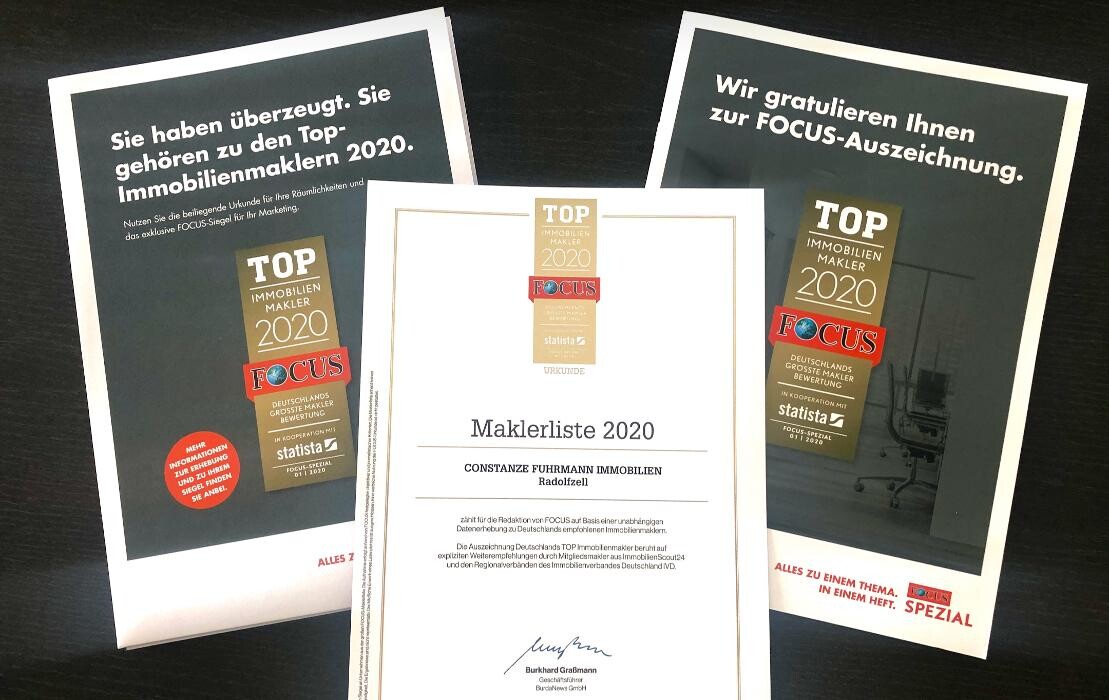 Sie haben überzeugt. Sie
gehören zu den Top-
Immobilienmaklern 2020.
Nutzen Sie die beiliegende Urkunde für Ihre Räumlichkeiten und
das exklusive FOCUS-Siegel für Ihr Marketing.
TOP
IMMOBILIEN
MAKLER
2020
FOCUS
DEUTSCHLANDS
GROSSTE MAKLER
BEWERTUNG
IN KOOPERATION MIT
statista
FOCUS-SPEZIAL
01 | 2020
MEHR
INFORMATIONEN
ZUR ERHEBUNG
UND ZU IHREM
SIEGEL FINDEN
SIE ANBEI.
ALLES Z
TOP
IMMOBILIEN
MAKLER
2020
FOCUS
DEUTSCHLANDS
GROSSTE MAKLER
BEWERTUNG
statista
URKUNDE
Maklerliste 2020
CONSTANZE FUHRMANN IMMOBILIEN
Radolfzell
zählt für die Redaktion von FOCUS auf Basis einer unabhängigen
Datenerhebung zu Deutschlands empfohlenen Immobilienmaklern.
Die Auszeichnung Deutschlands TOP Immobilienmakler beruht auf
expliziten Weiterempfehlungen durch Mitgliedsmakler aus ImmobilienScout24
und den Regionalverbänden des Immobilienverbandes Deutschland IVD.
Burkhard Graßmann
Geschäftsführer
BurdaNews GmbH
Wir gratulieren Ihnen
zur FOCUS-Auszeichnung.
TOP
IMMOBILIEN
MAKLER
2020
FOCUS
DEUTSCHLANDS
GROSSTE MAKLER
BEWERTUNG
IN KOOPERATION MIT
statista
FOCUS-SPEZIAL
01 | 2020
ALLES ZU EINEM THEMA.
IN EINEM HEFT.
FOCUS
SPEZIAL